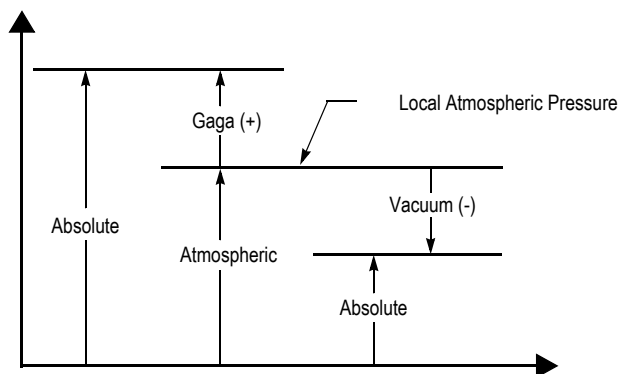 Local Atmospheric Pressure
Gaga (+)
Vacuum (-)
Absolute
Atmospheric
Absolute